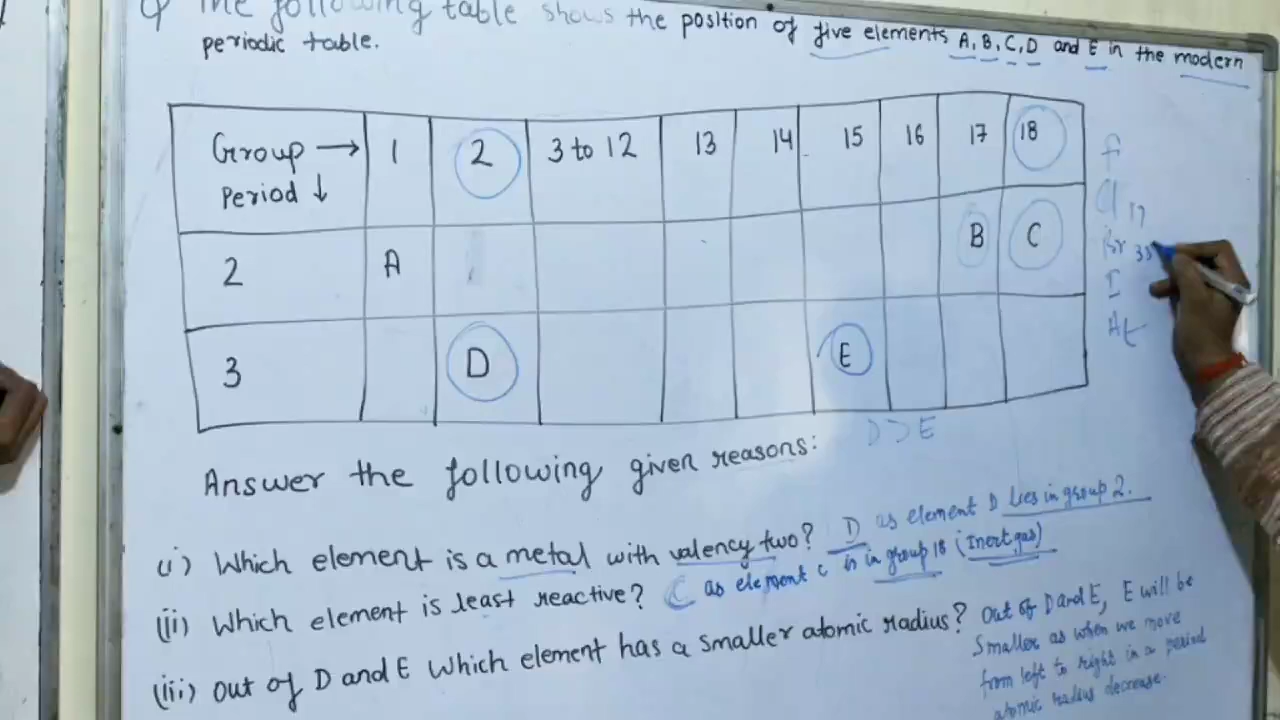 Q The following table shows the position of five elements A, B, C, D and E in the modern
periodic table.
Group → 1 2 3 to 12 13 14 15 16 17 18
Period ↓
2 A B C
3 D E
F
Cl 17
Br 35
I
At
D > E
Answer the following given reasons:
(i) Which element is a metal with valency two? D as element D lies in group 2.
(ii) Which element is least reactive? C as element C is in group 18 (Inert gas)
(iii) Out of D and E Which element has a smaller atomic radius? Out of D and E, E will be
smaller as when we move
from left to right in a period
atomic radius decrease.